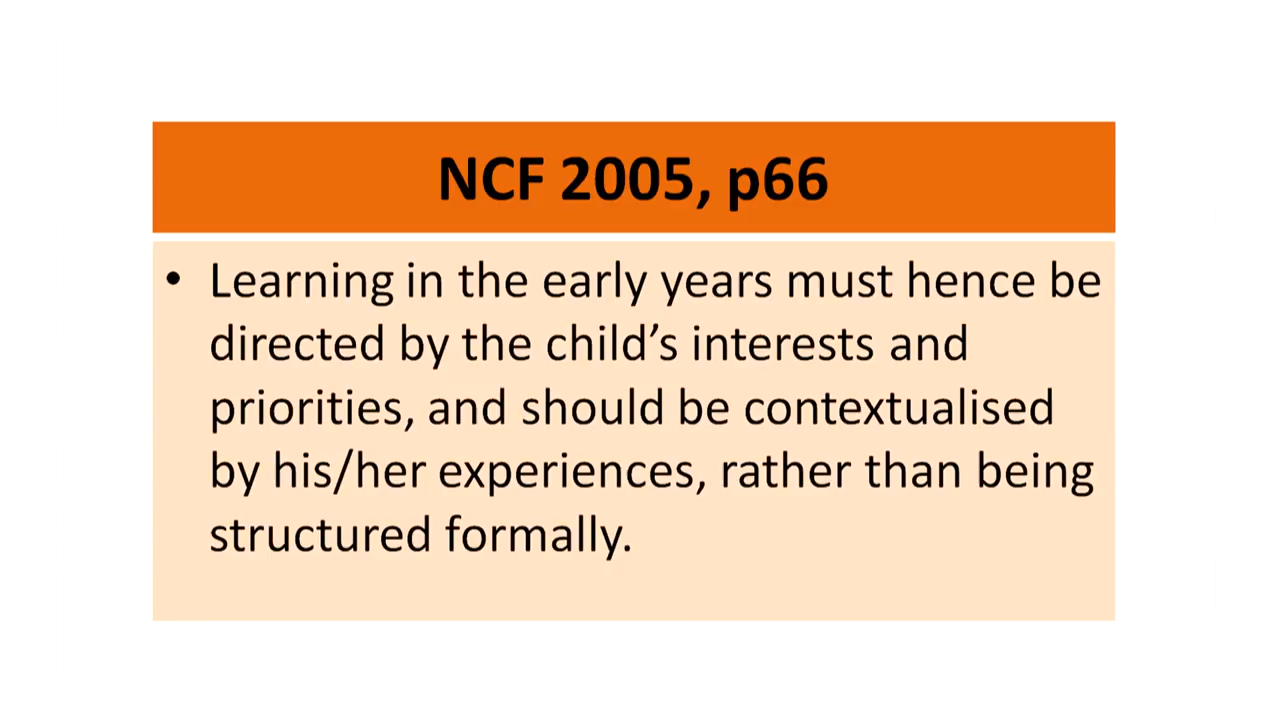 NCF 2005, p66
• Learning in the early years must hence be
directed by the child’s interests and
priorities, and should be contextualised
by his/her experiences, rather than being
structured formally.